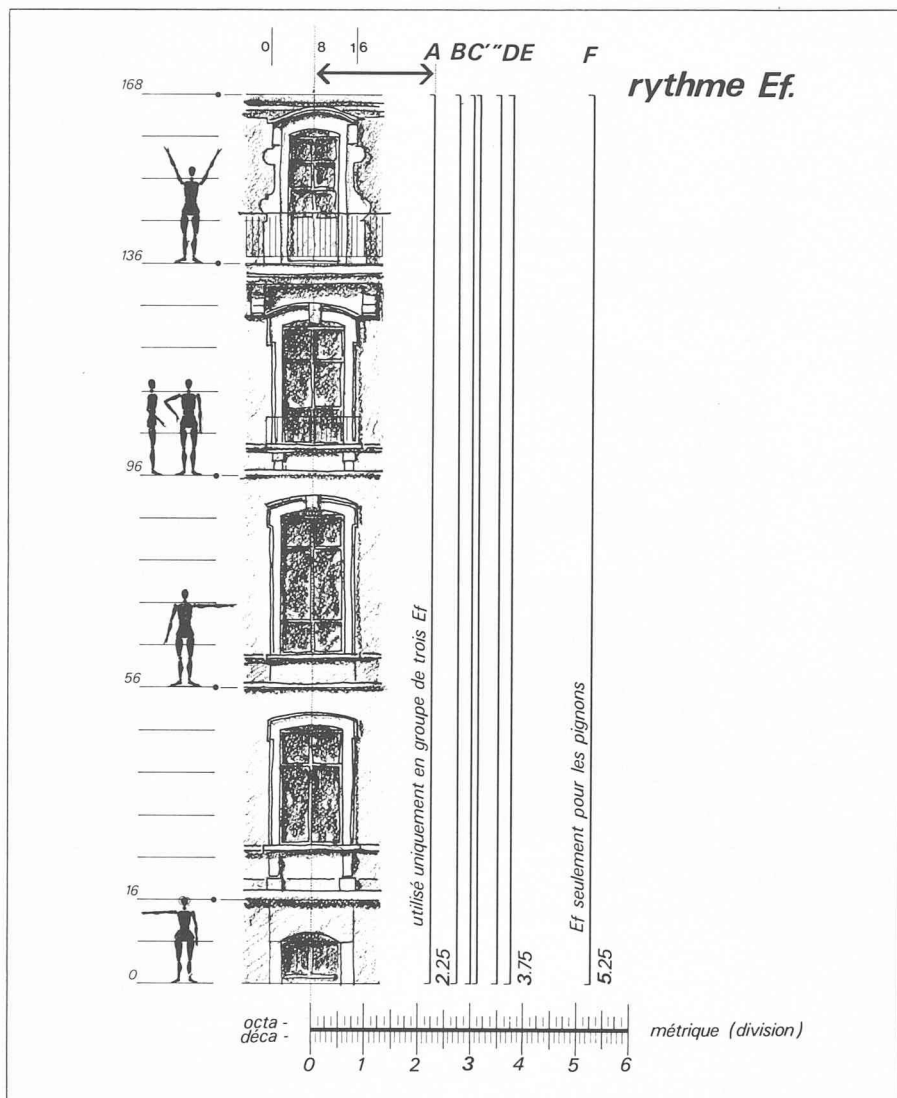 0 8 16 A BC'″DE F
rythme Ef.
168
136
96
56
16
0
utilisé uniquement en groupe de trois Ef
2.25
3.75
Ef seulement pour les pignons
5.25
octa -
déca -
métrique (division)
0 1 2 3 4 5 6